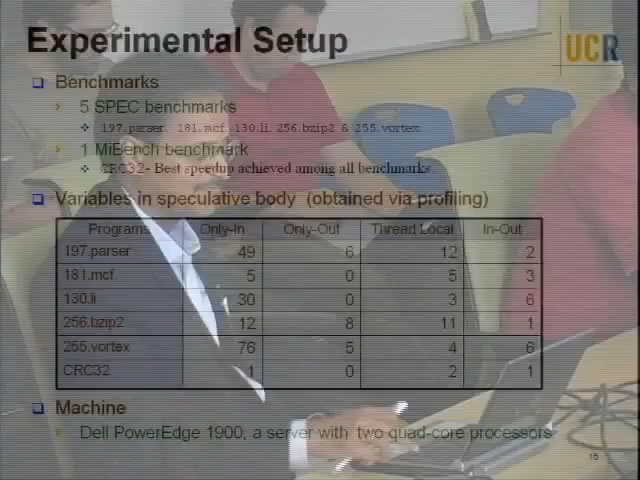 Experimental Setup
UCR
Benchmarks
5 SPEC benchmarks
197.parser, 181.mcf, 130.li, 256.bzip2 & 255.vortex
1 MiBench benchmark
CRC32- Best speedup achieved among all benchmarks
Variables in speculative body (obtained via profiling)
Programs Only-In Only-Out Thread Local In-Out
197.parser 49 6 12 2
181.mcf 5 0 5 3
130.li 30 0 3 6
256.bzip2 12 8 11 1
255.vortex 76 5 4 6
CRC32 1 0 2 1
Machine
Dell PowerEdge 1900, a server with two quad-core processors